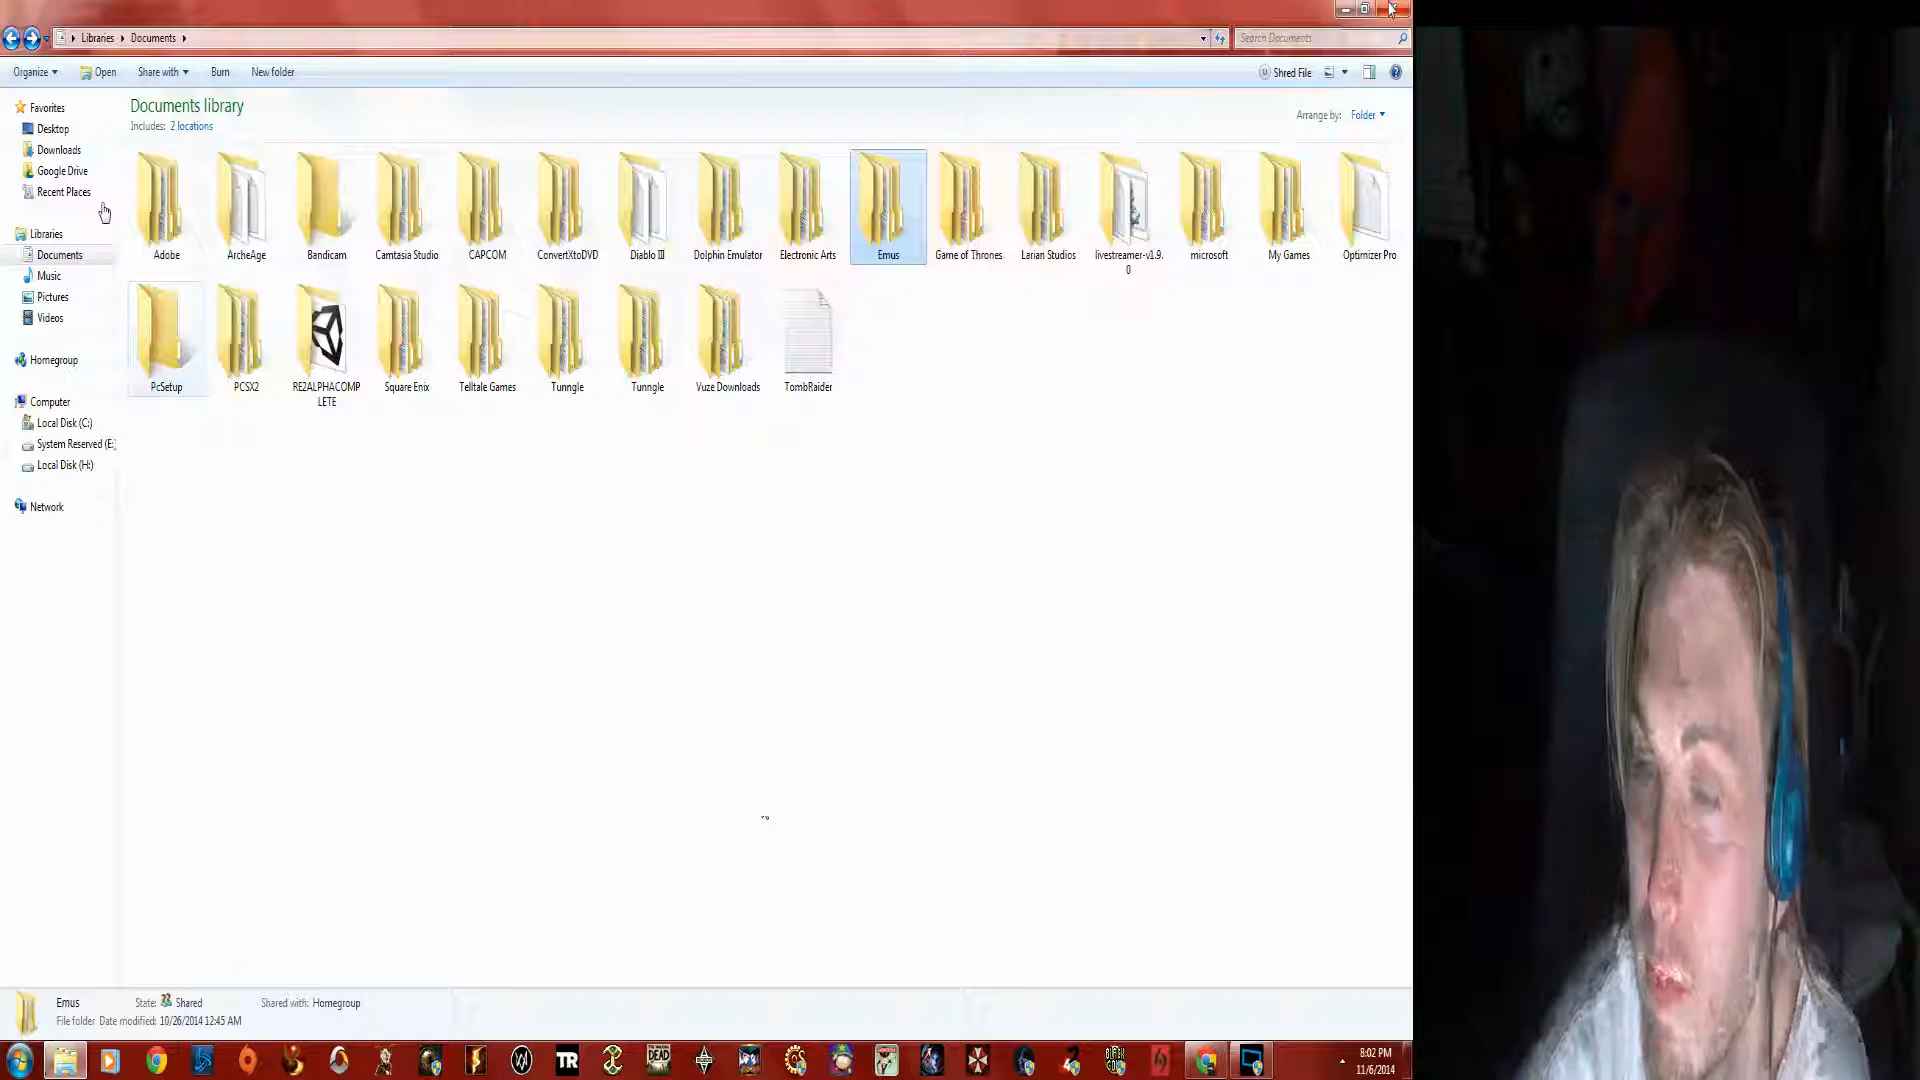 Libraries Documents
Search Documents
Organize Open Share with Burn New folder
Shred File
Favorites
Desktop
Downloads
Google Drive
Recent Places
Libraries
Documents
Music
Pictures
Videos
Homegroup
Computer
Local Disk (C:)
System Reserved (E:)
Local Disk (H:)
Network
Documents library
Includes: 2 locations
Arrange by: Folder
Adobe ArcheAge Bandicam Camtasia Studio CAPCOM ConvertXtoDVD Diablo III Dolphin Emulator Electronic Arts Emus Game of Thrones Larian Studios livestreamer-v1.9. microsoft My Games Optimizer Pro
0
PcSetup PCSX2 RE2ALPHACOMP Square Enix Telltale Games Tunngle Tunngle Vuze Downloads TombRaider
LETE
Emus State: Shared Shared with: Homegroup
File folder Date modified: 10/26/2014 12:45 AM
TR
DEAD
8:02 PM
11/6/2014